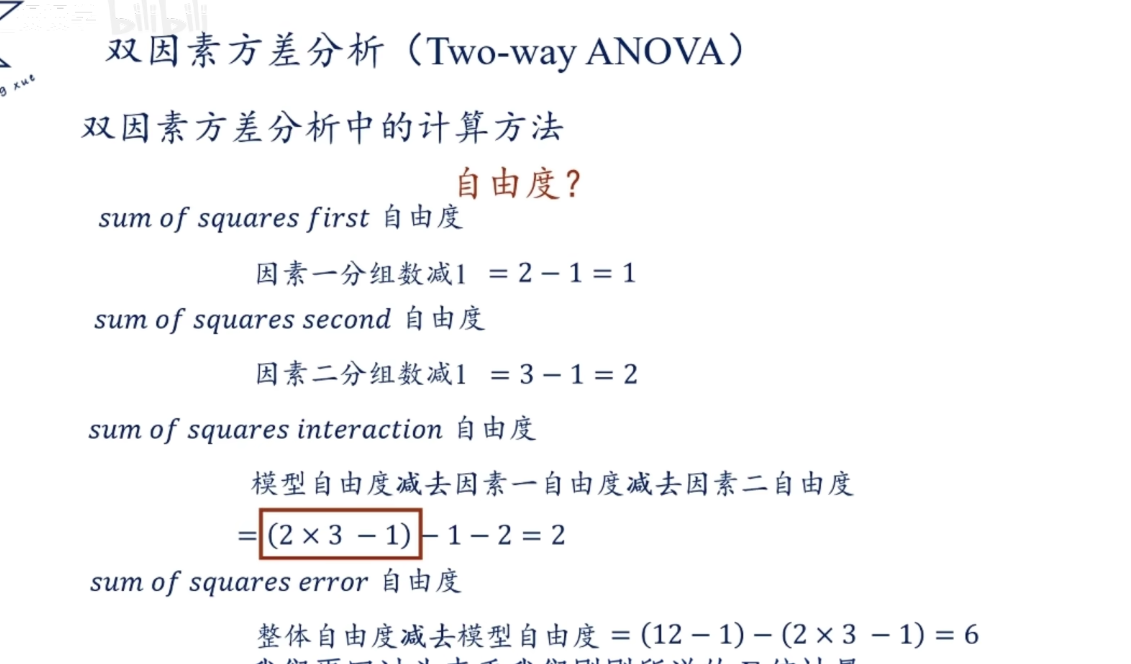 bilibili
g xue
双因素方差分析（Two-way ANOVA）
双因素方差分析中的计算方法
自由度？
sum of squares first 自由度
因素一分组数减1 = 2 − 1 = 1
sum of squares second 自由度
因素二分组数减1 = 3 − 1 = 2
sum of squares interaction 自由度
模型自由度减去因素一自由度减去因素二自由度
= (2 × 3 − 1) − 1 − 2 = 2
sum of squares error 自由度
整体自由度减去模型自由度 = (12 − 1) − (2 × 3 − 1) = 6